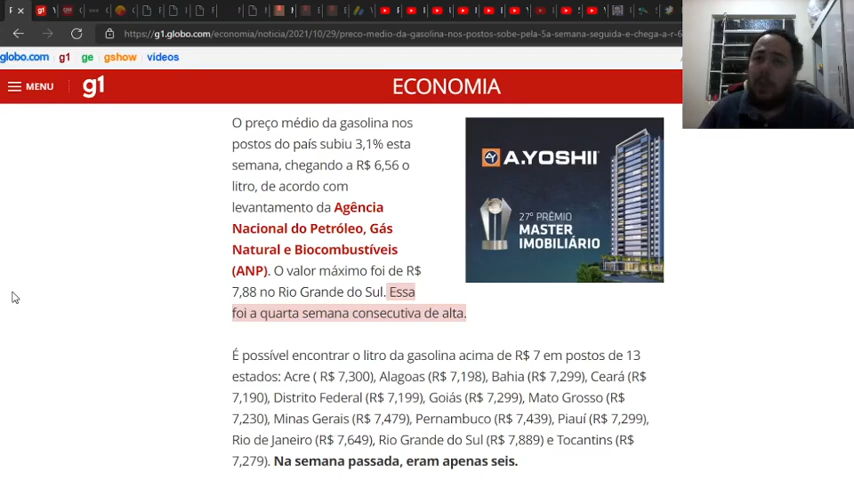 https://g1.globo.com/economia/noticia/2021/10/29/preco-medio-da-gasolina-nos-postos-sobe-pela-5a-semana-seguida-e-chega-a-r-6
globo.com g1 ge gshow videos
MENU g1 ECONOMIA
O preço médio da gasolina nos
postos do país subiu 3,1% esta
semana, chegando a R$ 6,56 o
litro, de acordo com
levantamento da Agência
Nacional do Petróleo, Gás
Natural e Biocombustíveis
(ANP). O valor máximo foi de R$
7,88 no Rio Grande do Sul. Essa
foi a quarta semana consecutiva de alta.
A.YOSHII
27º PRÊMIO
MASTER
IMOBILIÁRIO
É possível encontrar o litro da gasolina acima de R$ 7 em postos de 13
estados: Acre ( R$ 7,300), Alagoas (R$ 7,198), Bahia (R$ 7,299), Ceará (R$
7,190), Distrito Federal (R$ 7,199), Goiás (R$ 7,299), Mato Grosso (R$
7,230), Minas Gerais (R$ 7,479), Pernambuco (R$ 7,439), Piauí (R$ 7,299),
Rio de Janeiro (R$ 7,649), Rio Grande do Sul (R$ 7,889) e Tocantins (R$
7,279). Na semana passada, eram apenas seis.